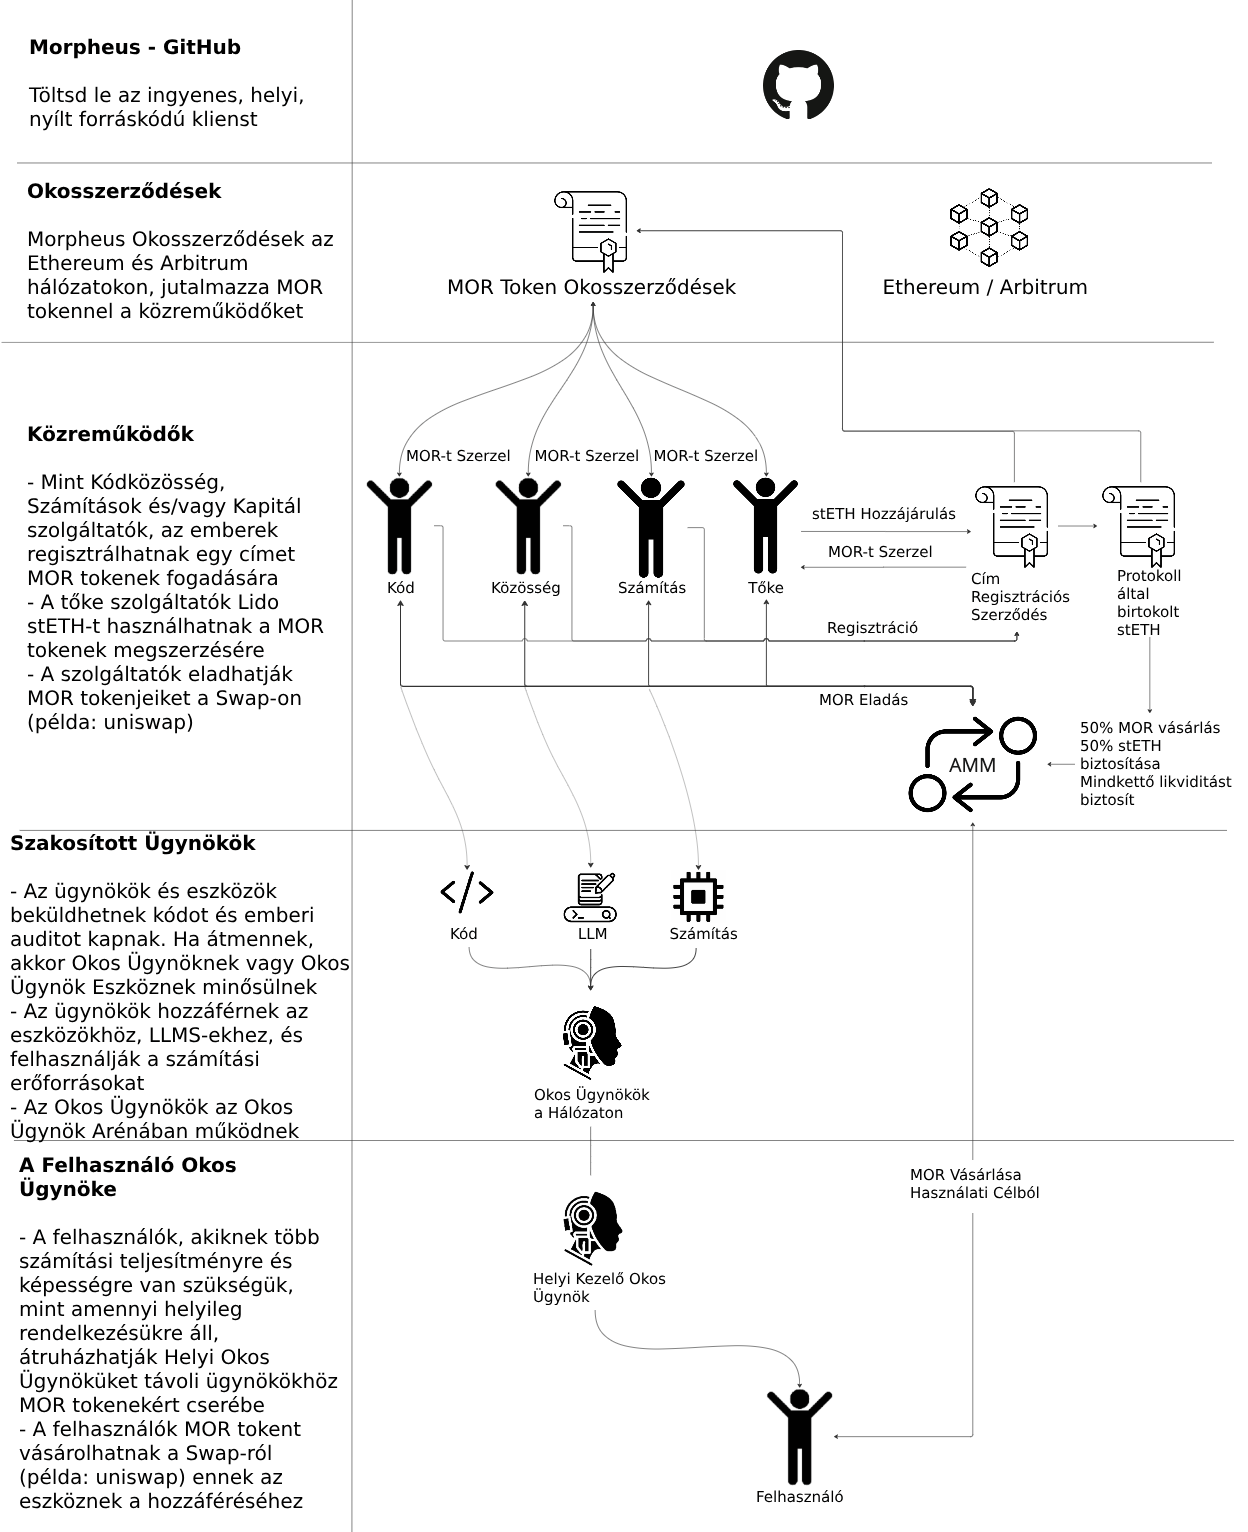 Morpheus - GitHub
Töltsd le az ingyenes, helyi,
nyílt forráskódú klienst
Okosszerződések
Morpheus Okosszerződések az
Ethereum és Arbitrum
hálózatokon, jutalmazza MOR
tokennel a közreműködőket
MOR Token Okosszerződések
Ethereum / Arbitrum
Közreműködők
- Mint Kódközösség,
Számítások és/vagy Kapitál
szolgáltatók, az emberek
regisztrálhatnak egy címet
MOR tokenek fogadására
- A tőke szolgáltatók Lido
stETH-t használhatnak a MOR
tokenek megszerzésére
- A szolgáltatók eladhatják
MOR tokenjeiket a Swap-on
(példa: uniswap)
MOR-t Szerzel
MOR-t Szerzel
MOR-t Szerzel
Kód
Közösség
Számítás
Tőke
stETH Hozzájárulás
MOR-t Szerzel
Cím
Regisztrációs
Szerződés
Protokoll
által
birtokolt
stETH
Regisztráció
MOR Eladás
AMM
50% MOR vásárlás
50% stETH
biztosítása
Mindkettő likviditást
biztosít
Szakosított Ügynökök
- Az ügynökök és eszközök
beküldhetnek kódot és emberi
auditot kapnak. Ha átmennek,
akkor Okos Ügynöknek vagy Okos
Ügynök Eszköznek minősülnek
- Az ügynökök hozzáférnek az
eszközökhöz, LLMS-ekhez, és
felhasználják a számítási
erőforrásokat
- Az Okos Ügynökök az Okos
Ügynök Arénában működnek
Kód
LLM
Számítás
Okos Ügynökök
a Hálózaton
A Felhasználó Okos
Ügynöke
- A felhasználók, akiknek több
számítási teljesítményre és
képességre van szükségük,
mint amennyi helyileg
rendelkezésükre áll,
átruházhatják Helyi Okos
Ügynöküket távoli ügynökökhöz
MOR tokenekért cserébe
- A felhasználók MOR tokent
vásárolhatnak a Swap-ról
(példa: uniswap) ennek az
eszköznek a hozzáféréséhez
MOR Vásárlása
Használati Célból
Helyi Kezelő Okos
Ügynök
Felhasználó